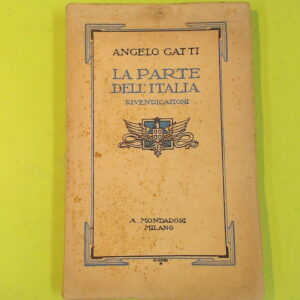 ANGELO GATTI
LA PARTE
DELL'ITALIA
RIVENDICAZIONI
A. MONDADORI
MILANO